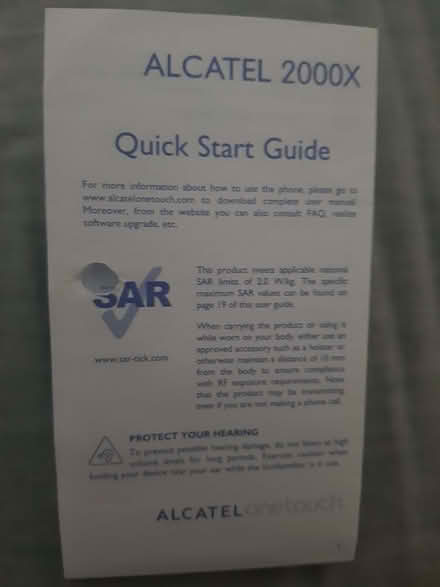 ALCATEL 2000X
Quick Start Guide
For more information about how to use the phone, please go to
www.alcatelonetouch.com to download complete user manual.
Moreover, from the website you can also consult FAQ, realize
software upgrade, etc.
SAR
www.sar-tick.com
This product meets applicable national
SAR limits of 2.0 W/kg. The specific
maximum SAR values can be found on
page 19 of this user guide.
When carrying the product or using it
while worn on your body, either use an
approved accessory such as a holster or
otherwise maintain a distance of 10 mm
from the body to ensure compliance
with RF exposure requirements. Note
that the product may be transmitting
even if you are not making a phone call.
PROTECT YOUR HEARING
To prevent possible hearing damage, do not listen at high
volume levels for long periods. Exercise caution when
holding your device near your ear while the loudspeaker is in use.
ALCATELonetouch
1